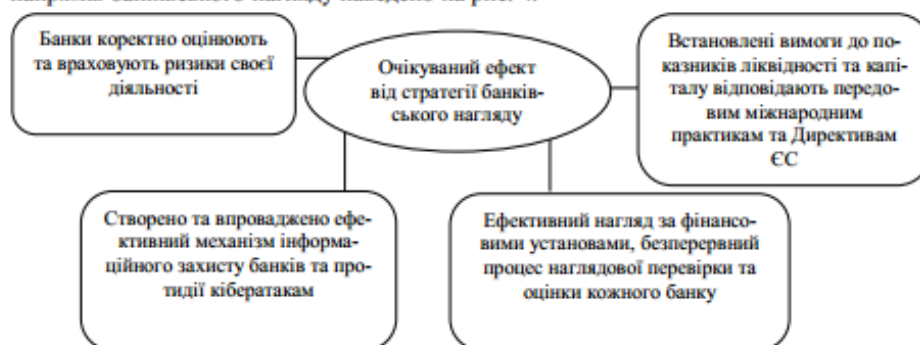 Банки коректно оцінюють
та враховують ризики своєї
діяльності
Очікуваний ефект
від стратегії банків-
ського нагляду
Встановлені вимоги до по-
казників ліквідності та капі-
талу відповідають передо-
вим міжнародним
практикам та Директивам
ЄС
Створено та впроваджено ефе-
ктивний механізм інформа-
ційного захисту банків та про-
тидії кібератакам
Ефективний нагляд за фінансо-
вими установами, безперервний
процес наглядової перевірки та
оцінки кожного банку